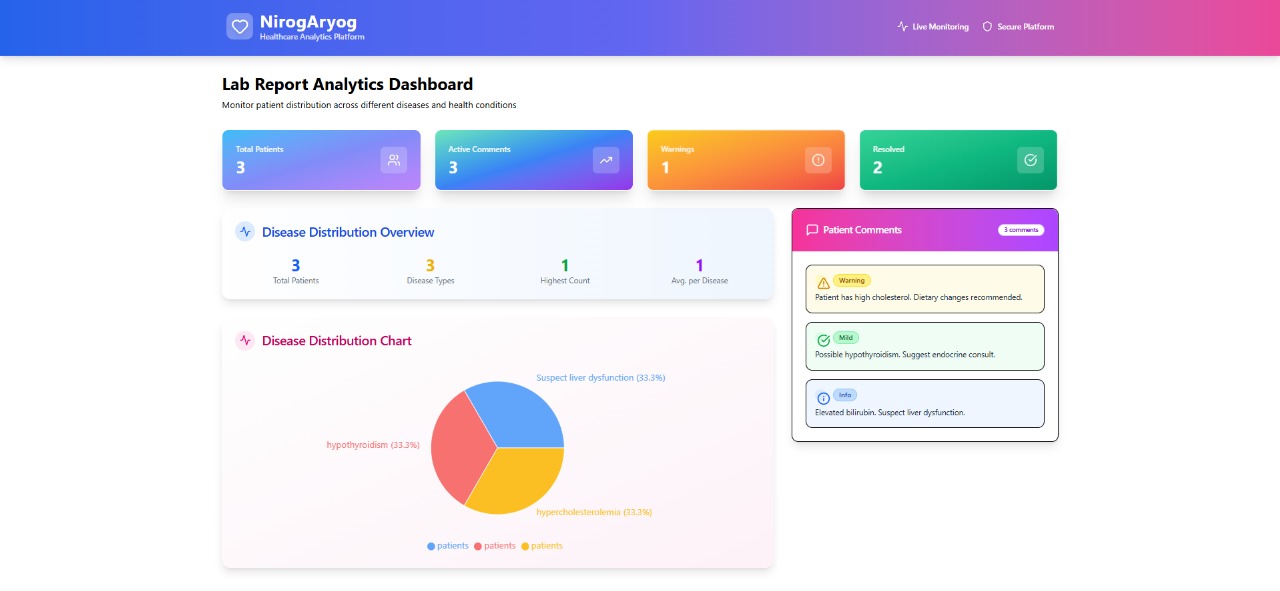 NirogAryog
Healthcare Analytics Platform
Live Monitoring
Secure Platform
Lab Report Analytics Dashboard
Monitor patient distribution across different diseases and health conditions
Total Patients
3
Active Comments
3
Warnings
1
Resolved
2
Disease Distribution Overview
3
Total Patients
3
Disease Types
1
Highest Count
1
Avg. per Disease
Disease Distribution Chart
Suspect liver dysfunction (33.3%)
hypothyroidism (33.3%)
hypercholesterolemia (33.3%)
patients patients patients
Patient Comments
3 comments
Warning
Patient has high cholesterol. Dietary changes recommended.
Mild
Possible hypothyroidism. Suggest endocrine consult.
Info
Elevated bilirubin. Suspect liver dysfunction.